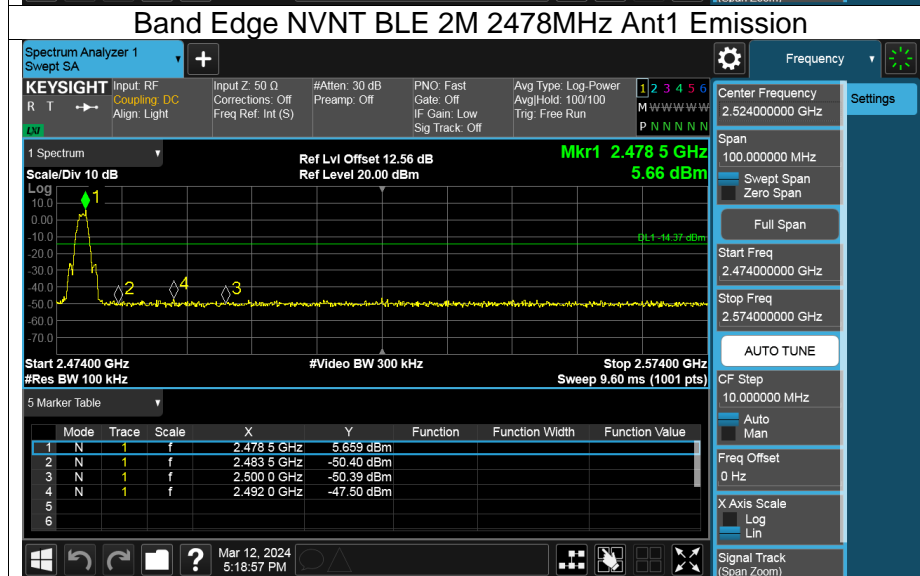 (Span Zoom)
Band Edge NVNT BLE 2M 2478MHz Ant1 Emission
Spectrum Analyzer 1
Swept SA
+
Frequency
KEYSIGHT
R T
LXI
Input: RF
Coupling: DC
Align: Light
Input Z: 50 Ω
Corrections: Off
Freq Ref: Int (S)
#Atten: 30 dB
Preamp: Off
PNO: Fast
Gate: Off
IF Gain: Low
Sig Track: Off
Avg Type: Log-Power
Avg|Hold: 100/100
Trig: Free Run
1 2 3 4 5 6
M W W W W W
P N N N N N
1 Spectrum
Scale/Div 10 dB
Ref Lvl Offset 12.56 dB
Ref Level 20.00 dBm
Mkr1 2.478 5 GHz
5.66 dBm
Log
10.0
0.00
-10.0
-20.0
-30.0
-40.0
-50.0
-60.0
-70.0
1
DL1 -14.37 dBm
2
4
3
Start 2.47400 GHz
#Res BW 100 kHz
#Video BW 300 kHz
Stop 2.57400 GHz
Sweep 9.60 ms (1001 pts)
5 Marker Table
Mode Trace Scale X Y Function Function Width Function Value
1 N 1 f 2.478 5 GHz 5.659 dBm
2 N 1 f 2.483 5 GHz -50.40 dBm
3 N 1 f 2.500 0 GHz -50.39 dBm
4 N 1 f 2.492 0 GHz -47.50 dBm
5
6
?
Mar 12, 2024
5:18:57 PM
Center Frequency
2.524000000 GHz
Span
100.000000 MHz
Swept Span
Zero Span
Full Span
Start Freq
2.474000000 GHz
Stop Freq
2.574000000 GHz
AUTO TUNE
CF Step
10.000000 MHz
Auto
Man
Freq Offset
0 Hz
X Axis Scale
Log
Lin
Signal Track
(Span Zoom)
Settings